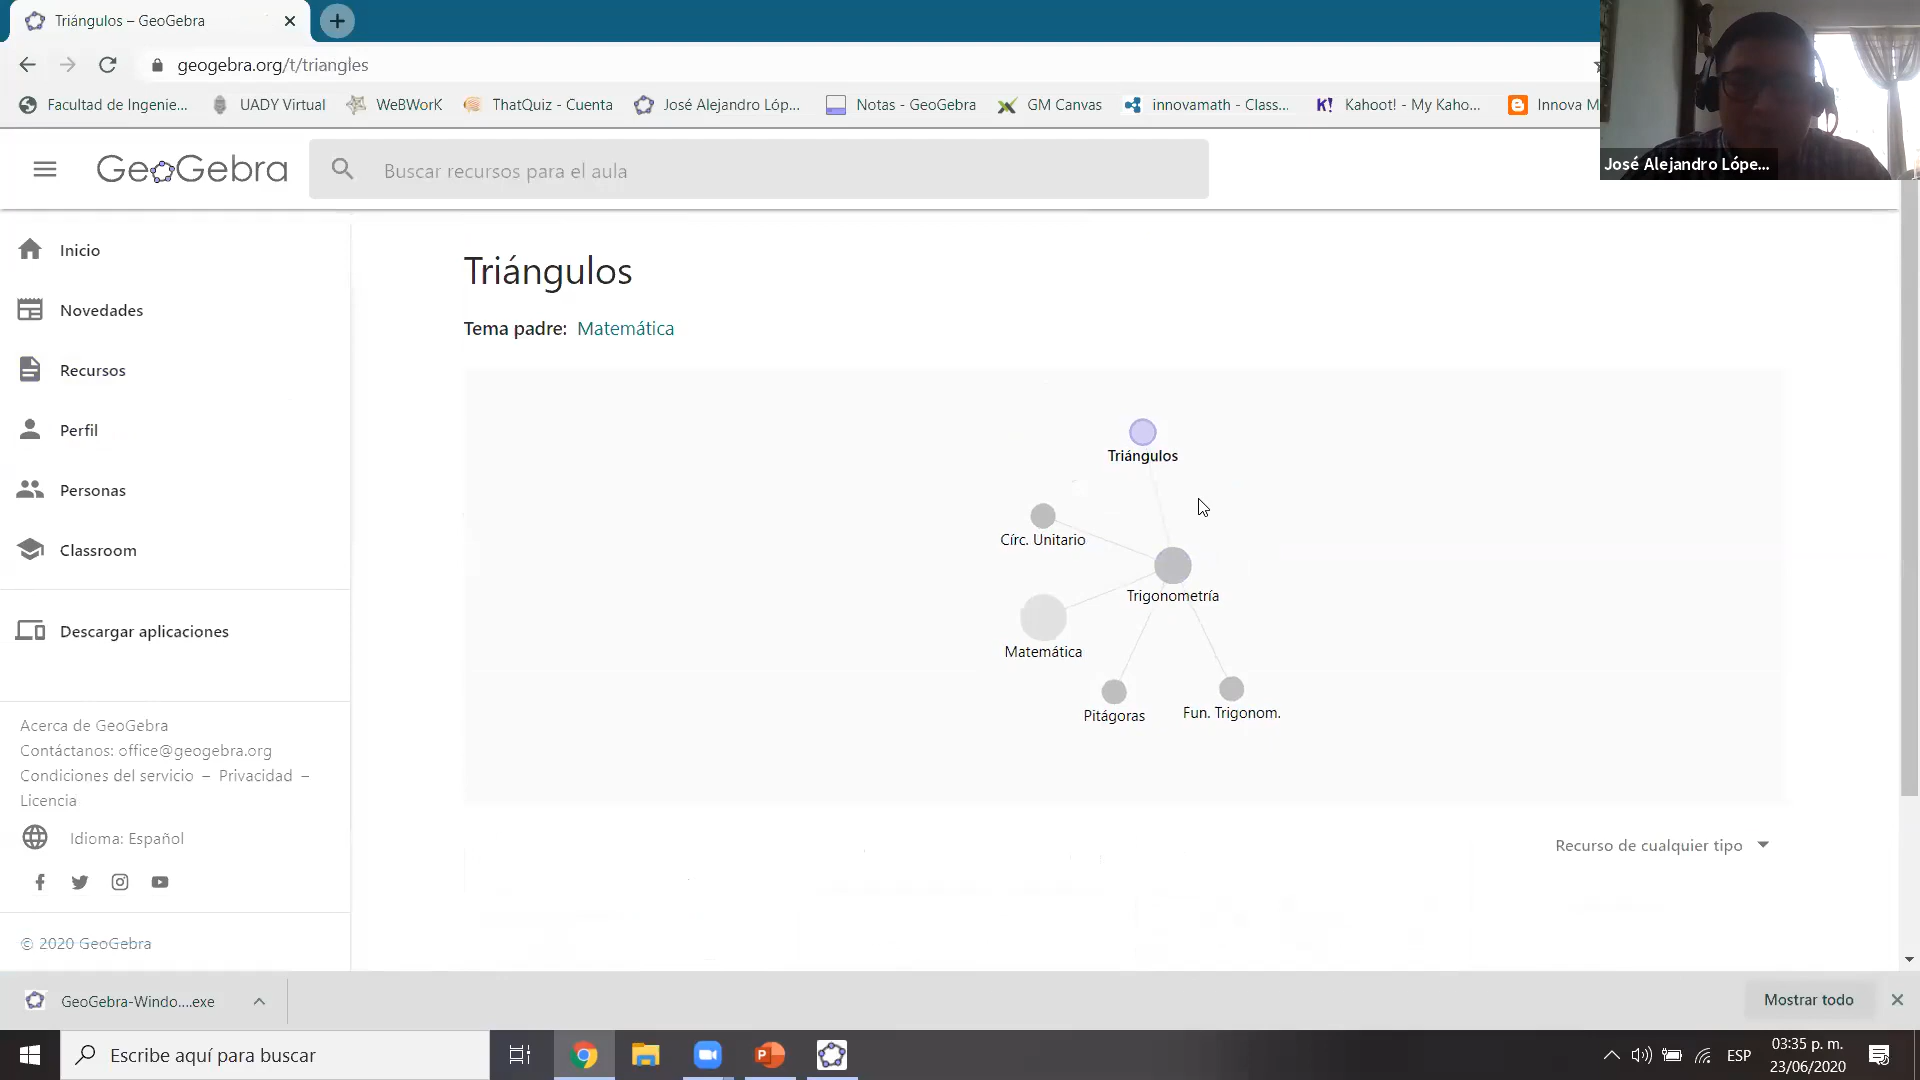 Triángulos – GeoGebra
geogebra.org/t/triangles
Facultad de Ingenie...
UADY Virtual
WeBWorK
ThatQuiz - Cuenta
José Alejandro Lóp...
Notas - GeoGebra
GM Canvas
innovamath - Class...
Kahoot! - My Kaho...
Innova M
José Alejandro Lópe...
GeoGebra
Buscar recursos para el aula
Inicio
Novedades
Recursos
Perfil
Personas
Classroom
Descargar aplicaciones
Acerca de GeoGebra
Contáctanos: office@geogebra.org
Condiciones del servicio – Privacidad –
Licencia
Idioma: Español
© 2020 GeoGebra
Triángulos
Tema padre: Matemática
Triángulos
Círc. Unitario
Trigonometría
Matemática
Pitágoras
Fun. Trigonom.
Recurso de cualquier tipo
GeoGebra-Windo....exe
Mostrar todo
Escribe aquí para buscar
ESP
03:35 p. m.
23/06/2020